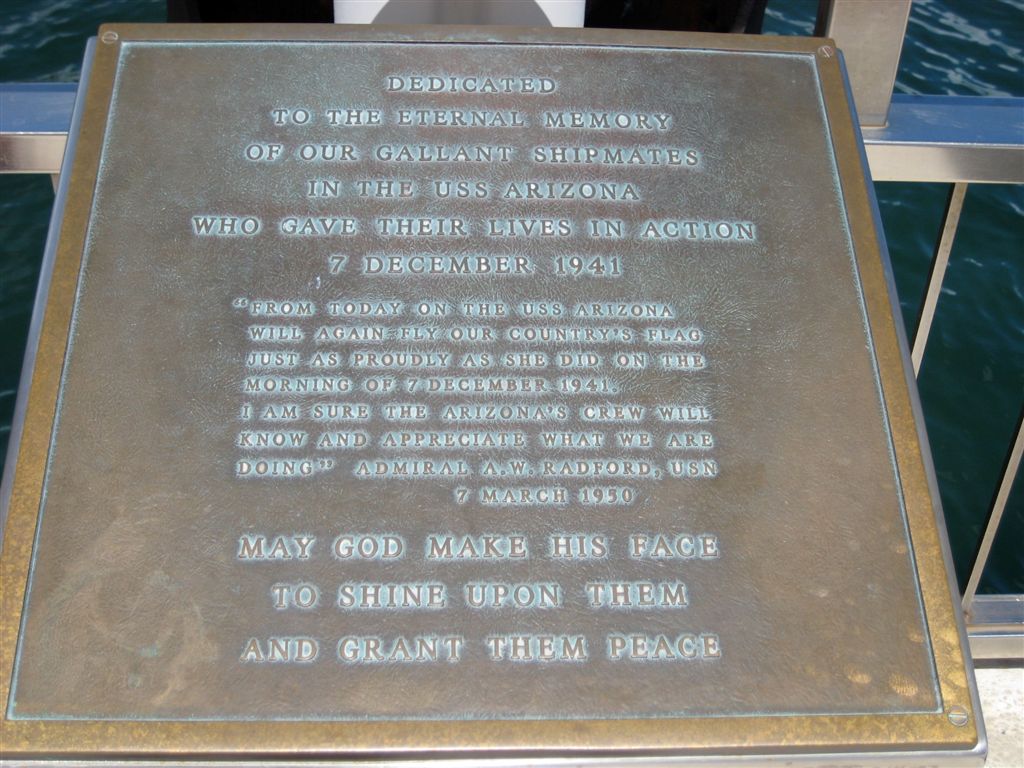 DEDICATED
TO THE ETERNAL MEMORY
OF OUR GALLANT SHIPMATES
IN THE USS ARIZONA
WHO GAVE THEIR LIVES IN ACTION
7 DECEMBER 1941
“FROM TODAY ON THE USS ARIZONA
WILL AGAIN FLY OUR COUNTRY'S FLAG
JUST AS PROUDLY AS SHE DID ON THE
MORNING OF 7 DECEMBER 1941.
I AM SURE THE ARIZONA'S CREW WILL
KNOW AND APPRECIATE WHAT WE ARE
DOING” ADMIRAL A.W. RADFORD, USN
7 MARCH 1950
MAY GOD MAKE HIS FACE
TO SHINE UPON THEM
AND GRANT THEM PEACE